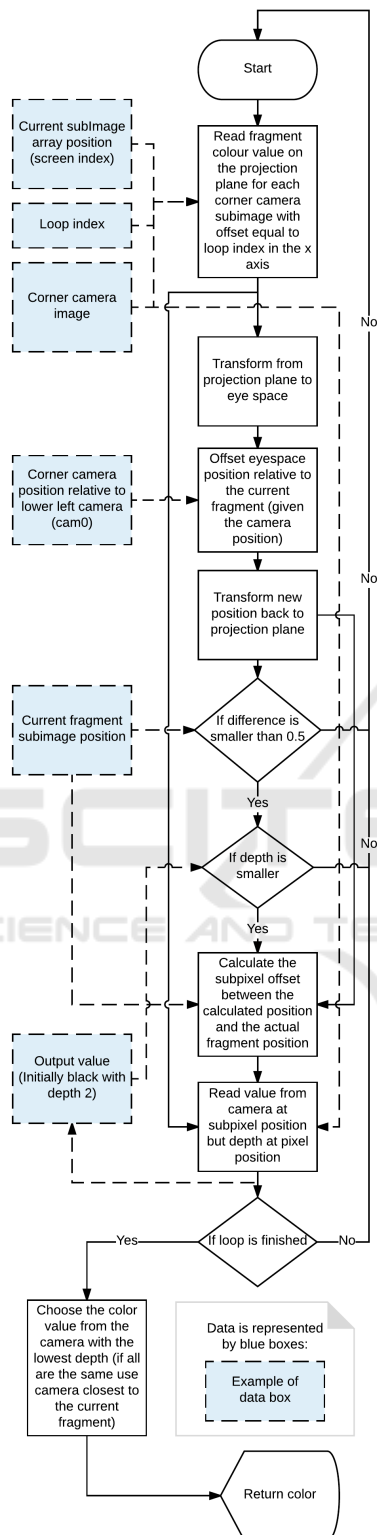 Start
Current subImage
array position
(screen index)
Read fragment
colour value on
the projection
plane for each
corner camera
subimage with
offset equal to
loop index in the x
axis
Loop index
Corner camera
image
No
Transform from
projection plane to
eye space
Corner camera
position relative to
lower left camera
(cam0)
Offset eyespace
position relative to
the current
fragment (given
the camera
position)
No
Transform new
position back to
projection plane
Current fragment
subimage position
If difference is
smaller than 0.5
Yes
No
If depth is
smaller
Yes
Calculate the
subpixel offset
between the
calculated position
and the actual
fragment position
Output value
(Initially black with
depth 2)
Read value from
camera at
subpixel position
but depth at pixel
position
Yes
If loop is finished
No
Choose the color
value from the
camera with the
lowest depth (if all
are the same use
camera closest to
the current
fragment)
Data is represented
by blue boxes:
Example of
data box
Return color
SCITE
CIENCE AND TE